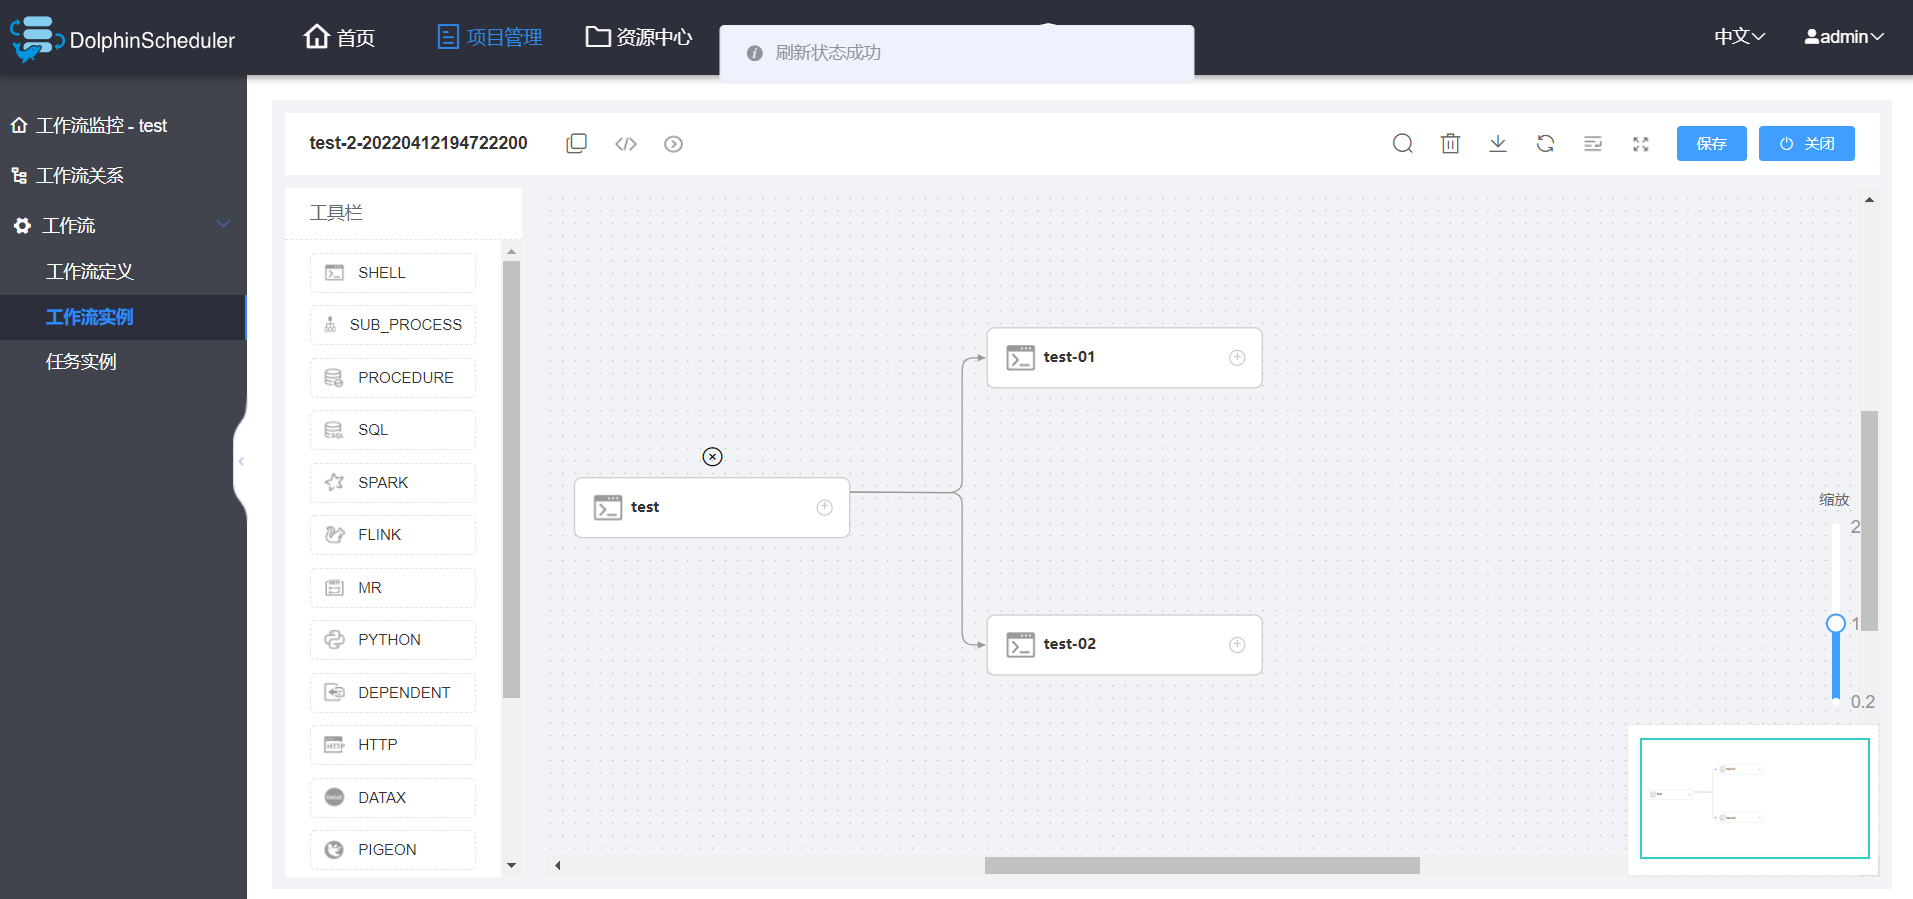 DolphinScheduler
首页
项目管理
资源中心
刷新状态成功
中文
admin
工作流监控 - test
工作流关系
工作流
工作流定义
工作流实例
任务实例
test-2-20220412194722200
保存
关闭
工具栏
SHELL
SUB_PROCESS
PROCEDURE
SQL
SPARK
FLINK
MR
PYTHON
DEPENDENT
HTTP
DATAX
PIGEON
test
test-01
test-02
缩放
2
1
0.2